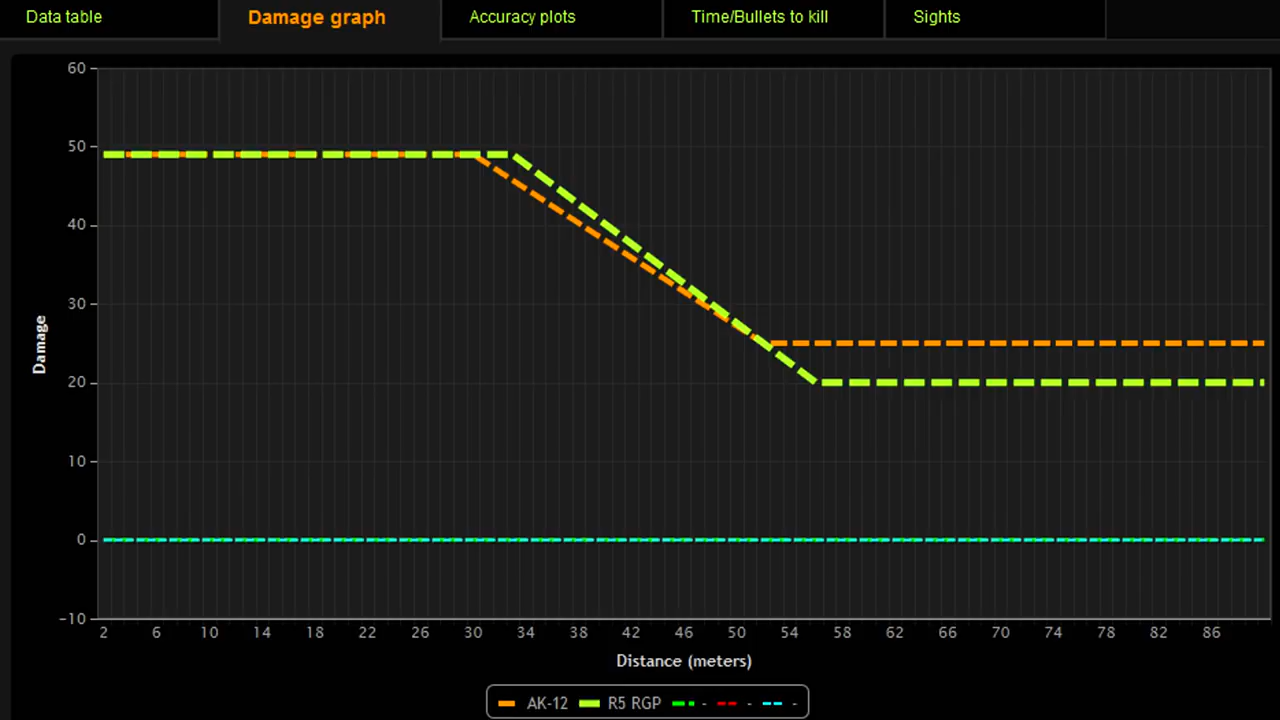 Data table Damage graph Accuracy plots Time/Bullets to kill Sights
60
50
40
30
20
10
0
-10
Damage
2 6 10 14 18 22 26 30 34 38 42 46 50 54 58 62 66 70 74 78 82 86
Distance (meters)
AK-12 R5 RGP - - -